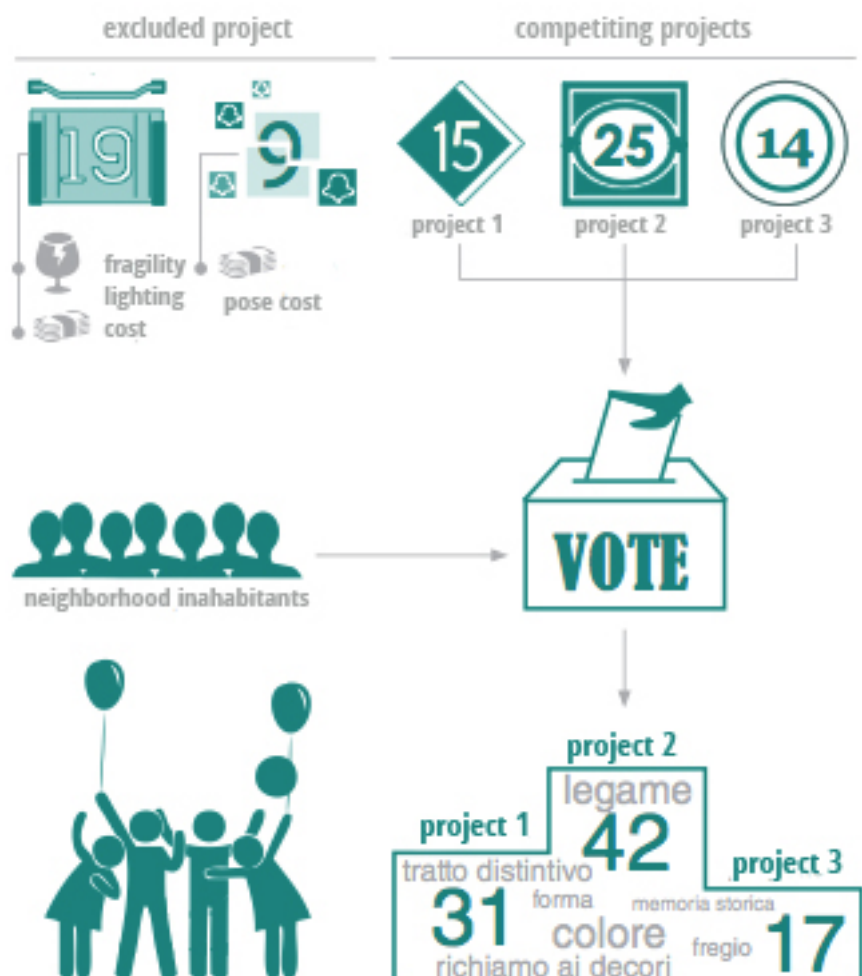 excluded project
competiting projects
19
9
15
25
14
project 1
project 2
project 3
fragility
lighting
cost
pose cost
VOTE
neighborhood inahabitants
project 2
legame
42
project 1
project 3
tratto distintivo
31
forma
memoria storica
colore
fregio
17
richiamo ai decori